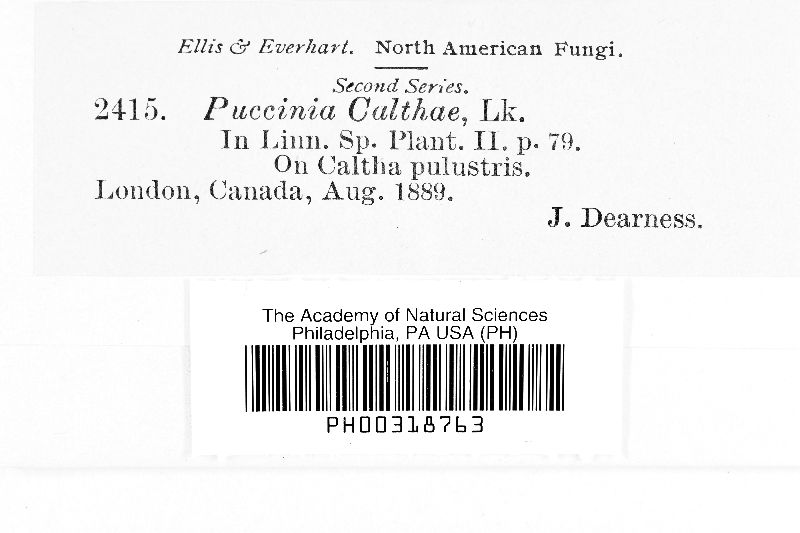 Ellis & Everhart. North American Fungi.
Second Series.
2415. Puccinia Calthae, Lk.
In Linn. Sp. Plant. II. p. 79.
On Caltha pulustris.
London, Canada, Aug. 1889.
J. Dearness.
The Academy of Natural Sciences
Philadelphia, PA USA (PH)
PH00318763